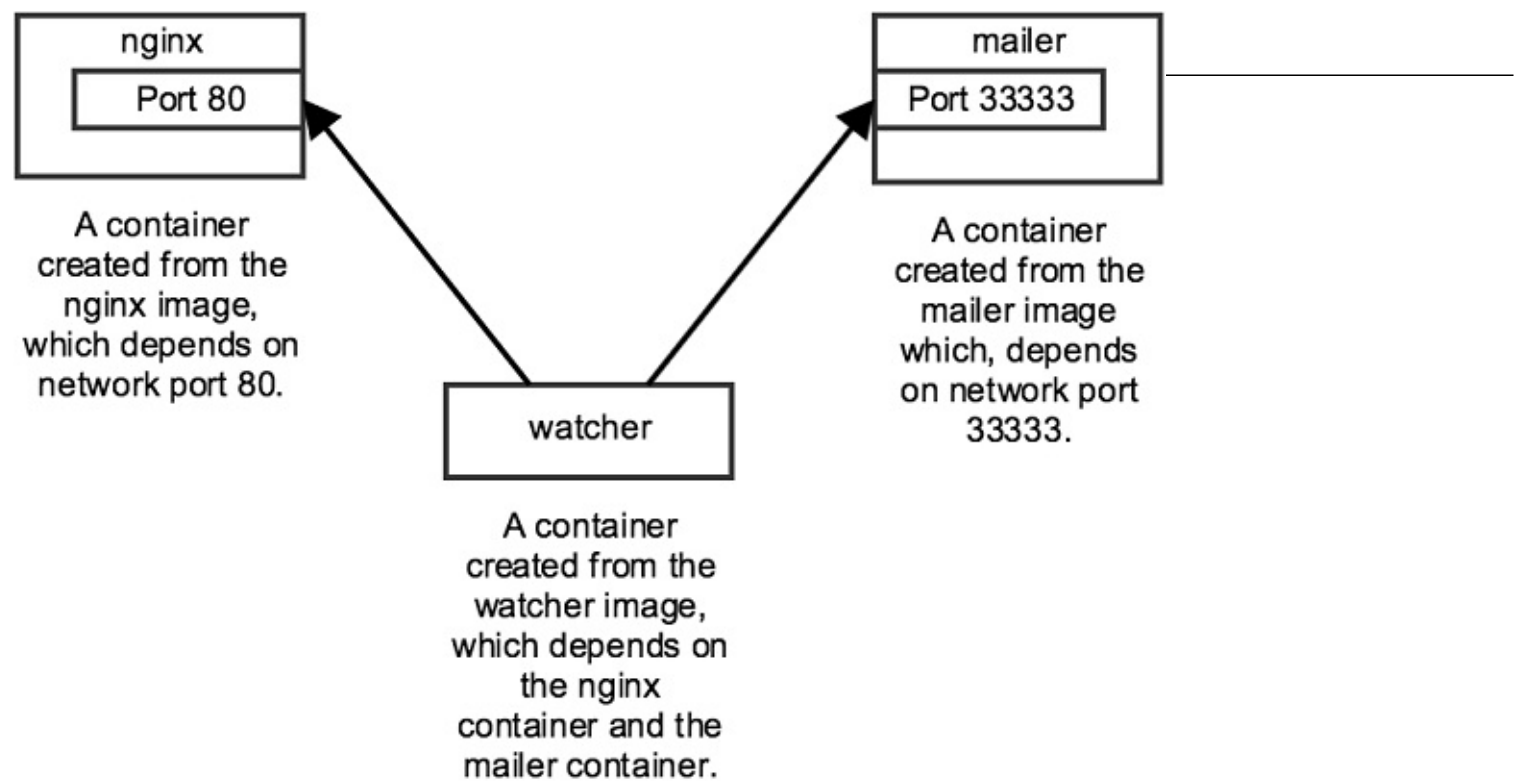 nginx
Port 80
A container
created from the
nginx image,
which depends on
network port 80.
mailer
Port 33333
A container
created from the
mailer image
which, depends
on network port
33333.
watcher
A container
created from the
watcher image,
which depends on
the nginx
container and the
mailer container.